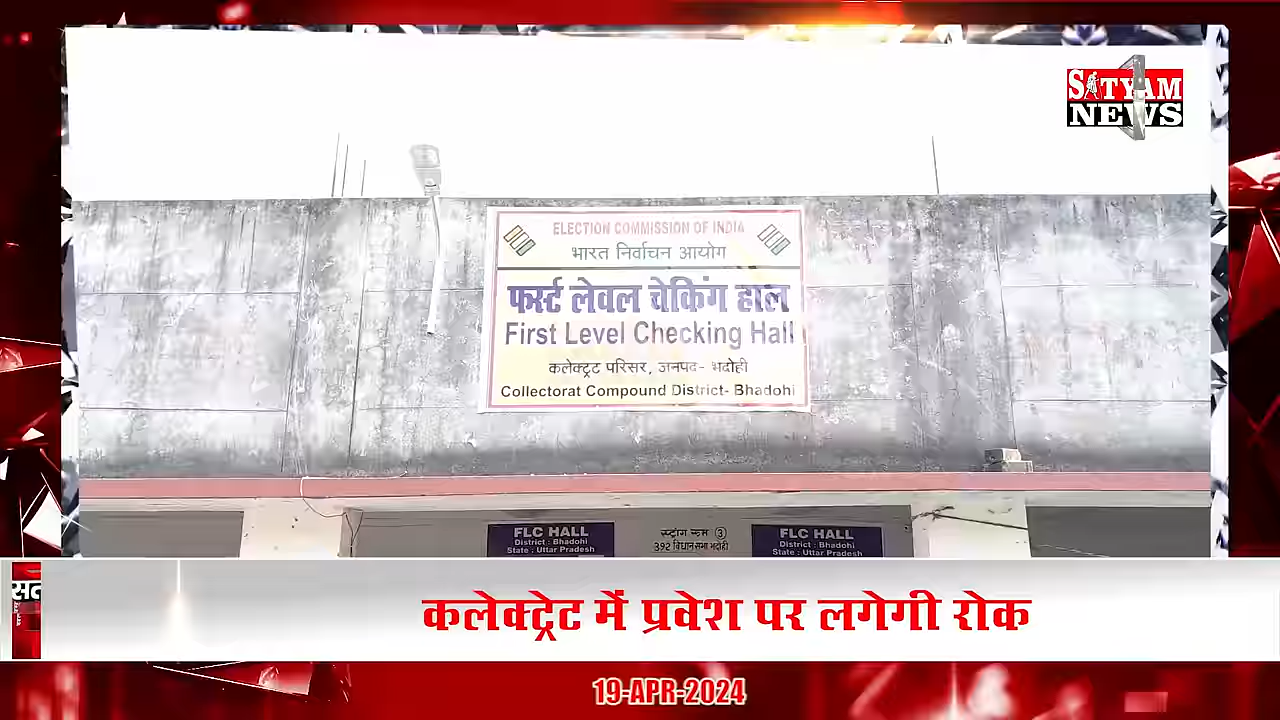 SATYAM
NEWS
ELECTION COMMISSION OF INDIA
भारत निर्वाचन आयोग
फर्स्ट लेवल चेकिंग हाल
First Level Checking Hall
कलेक्ट्रट परिसर, जनपद- भदोही
Collectorat Compound District- Bhadohi
FLC HALL
District : Bhadohi
State : Uttar Pradesh
स्ट्रांग रूम ③
392 विधानसभा भदोही
FLC HALL
District : Bhadohi
State : Uttar Pradesh
कलेक्ट्रेट में प्रवेश पर लगेगी रोक
19-APR-2024